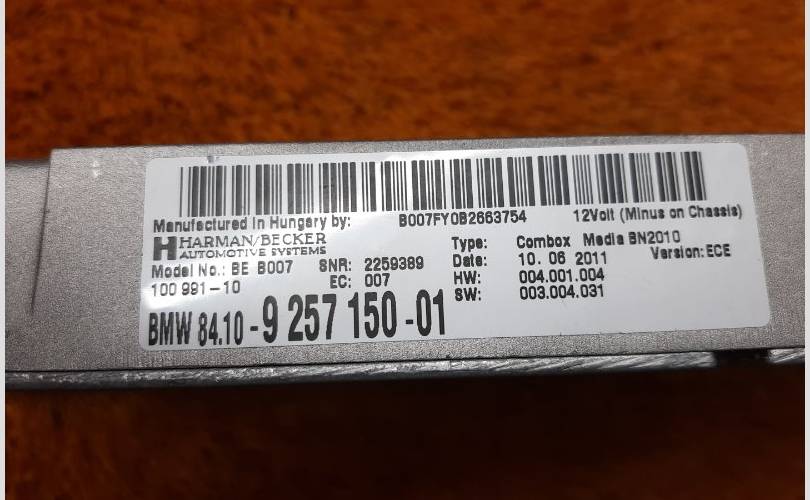 Manufactured In Hungary by: B007FY0B2663754 12Volt (Minus on Chassis)
HARMAN/BECKER
AUTOMOTIVE SYSTEMS
Type: Combox Media BN2010
Model No.: BE B007 SNR: 2259389 Date: 10. 06 2011 Version: ECE
100 991-10 EC: 007 HW: 004.001.004
SW: 003.004.031
BMW 84.10-9 257 150-01